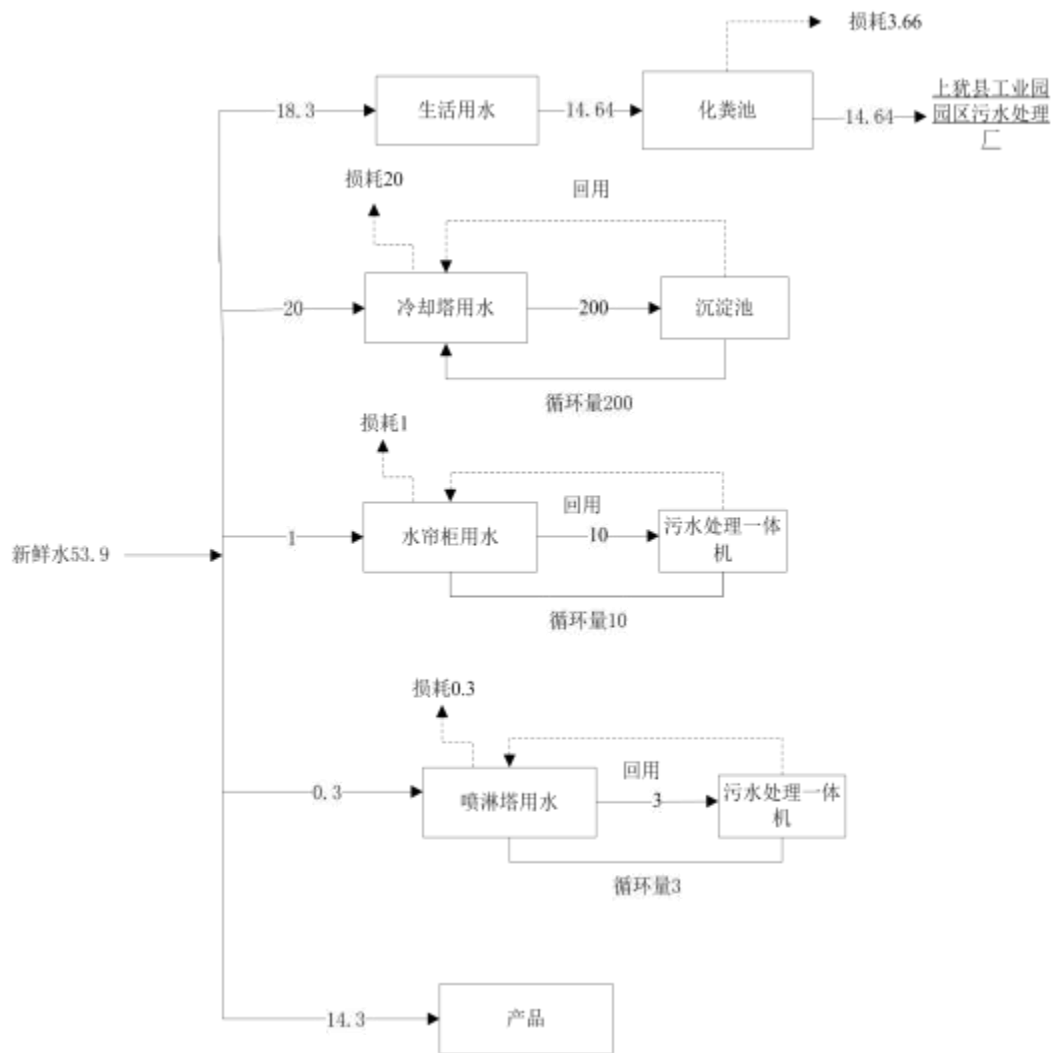 损耗3.66
18.3
生活用水
14.64
化粪池
14.64
上犹县工业园
园区污水处理
厂
损耗20
回用
20
冷却塔用水
200
沉淀池
循环量200
损耗1
回用
1
水帘柜用水
10
污水处理一体
机
新鲜水53.9
循环量10
损耗0.3
回用
0.3
喷淋塔用水
3
污水处理一体
机
循环量3
14.3
产品